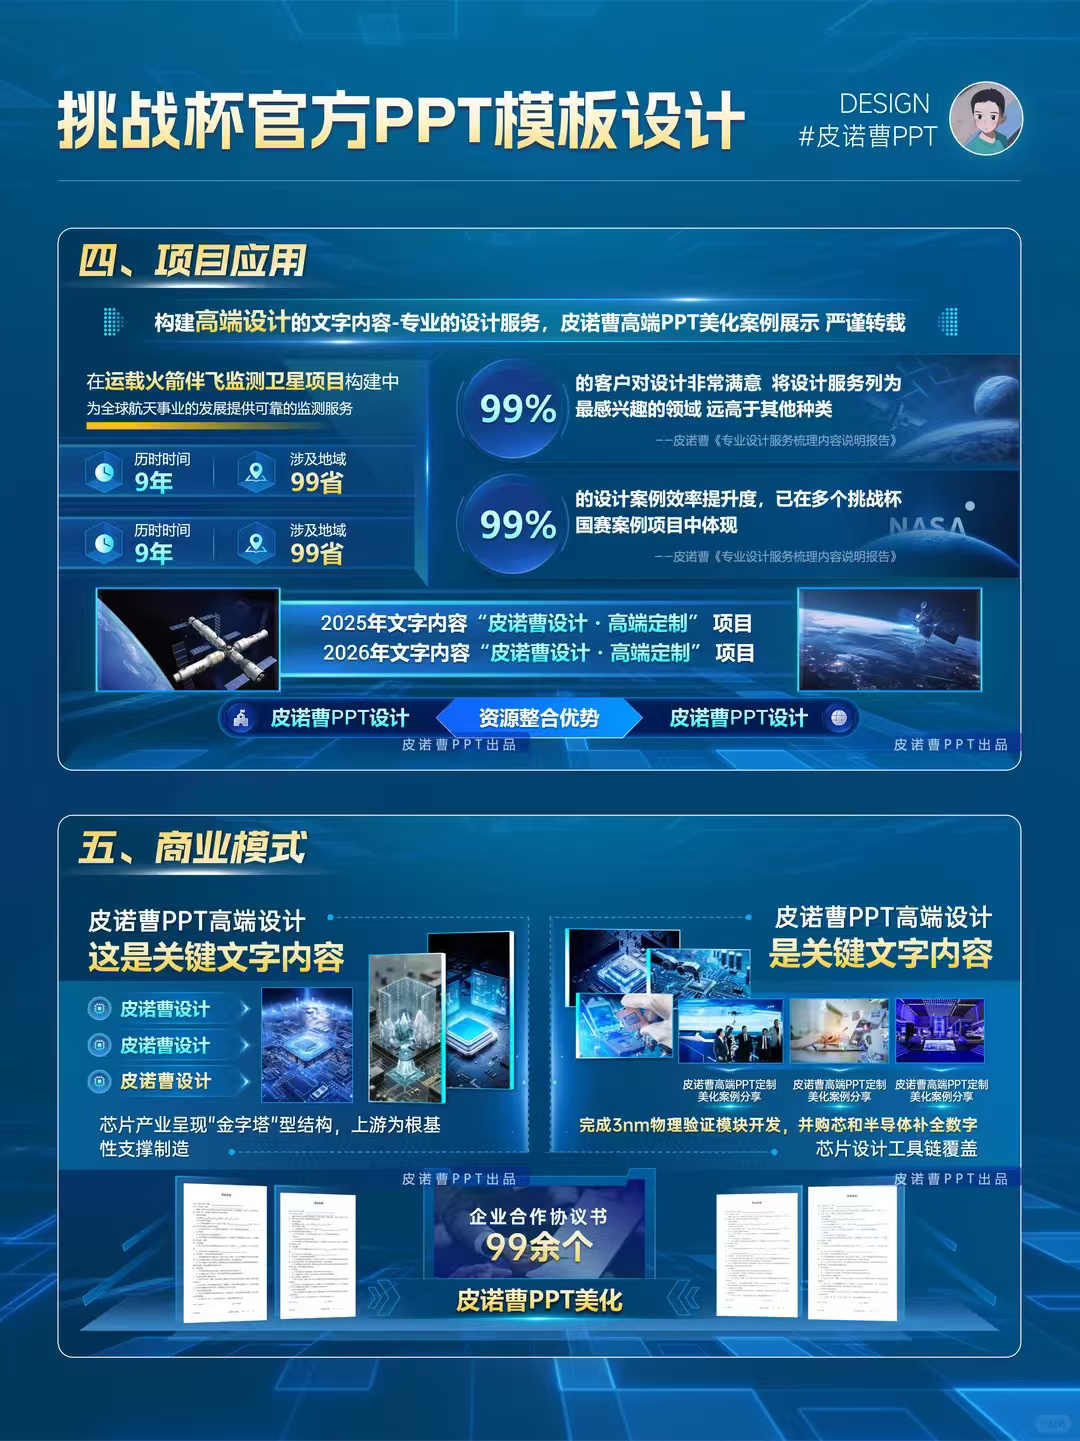 挑战杯官方PPT模板设计
DESIGN
#皮诺曹PPT
四、项目应用
构建高端设计的文字内容-专业的设计服务，皮诺曹高端PPT美化案例展示 严谨转载
在运载火箭伴飞监测卫星项目构建中
为全球航天事业的发展提供可靠的监测服务
历时时间
9年
涉及地域
99省
历时时间
9年
涉及地域
99省
99%
的客户对设计非常满意 将设计服务列为
最感兴趣的领域 远高于其他种类
——皮诺曹《专业设计服务梳理内容说明报告》
99%
的设计案例效率提升度，已在多个挑战杯
国赛案例项目中体现
NASA
——皮诺曹《专业设计服务梳理内容说明报告》
2025年文字内容“皮诺曹设计·高端定制” 项目
2026年文字内容“皮诺曹设计·高端定制” 项目
皮诺曹PPT设计
资源整合优势
皮诺曹PPT设计
皮诺曹PPT出品
皮诺曹PPT出品
五、商业模式
皮诺曹PPT高端设计
这是关键文字内容
皮诺曹设计
皮诺曹设计
皮诺曹设计
芯片产业呈现"金字塔"型结构，上游为根基
性支撑制造
皮诺曹PPT高端设计
是关键文字内容
皮诺曹高端PPT定制
美化案例分享
皮诺曹高端PPT定制
美化案例分享
皮诺曹高端PPT定制
美化案例分享
完成3nm物理验证模块开发，并购芯和半导体补全数字
芯片设计工具链覆盖
皮诺曹PPT出品
皮诺曹PPT出品
企业合作协议书
99余个
皮诺曹PPT美化